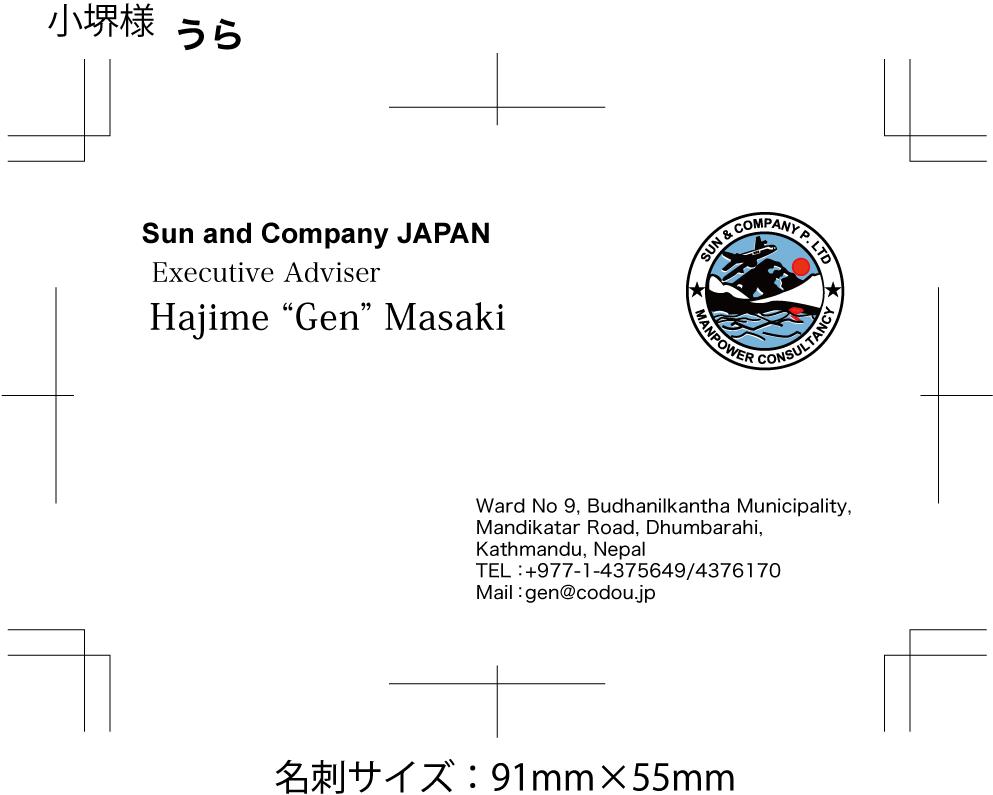 小堺様 うら
Sun and Company JAPAN
Executive Adviser
Hajime “Gen” Masaki
SUN & COMPANY P. LTD
MANPOWER CONSULTANCY
Ward No 9, Budhanilkantha Municipality,
Mandikatar Road, Dhumbarahi,
Kathmandu, Nepal
TEL：+977-1-4375649/4376170
Mail：gen@codou.jp
名刺サイズ：91mm×55mm